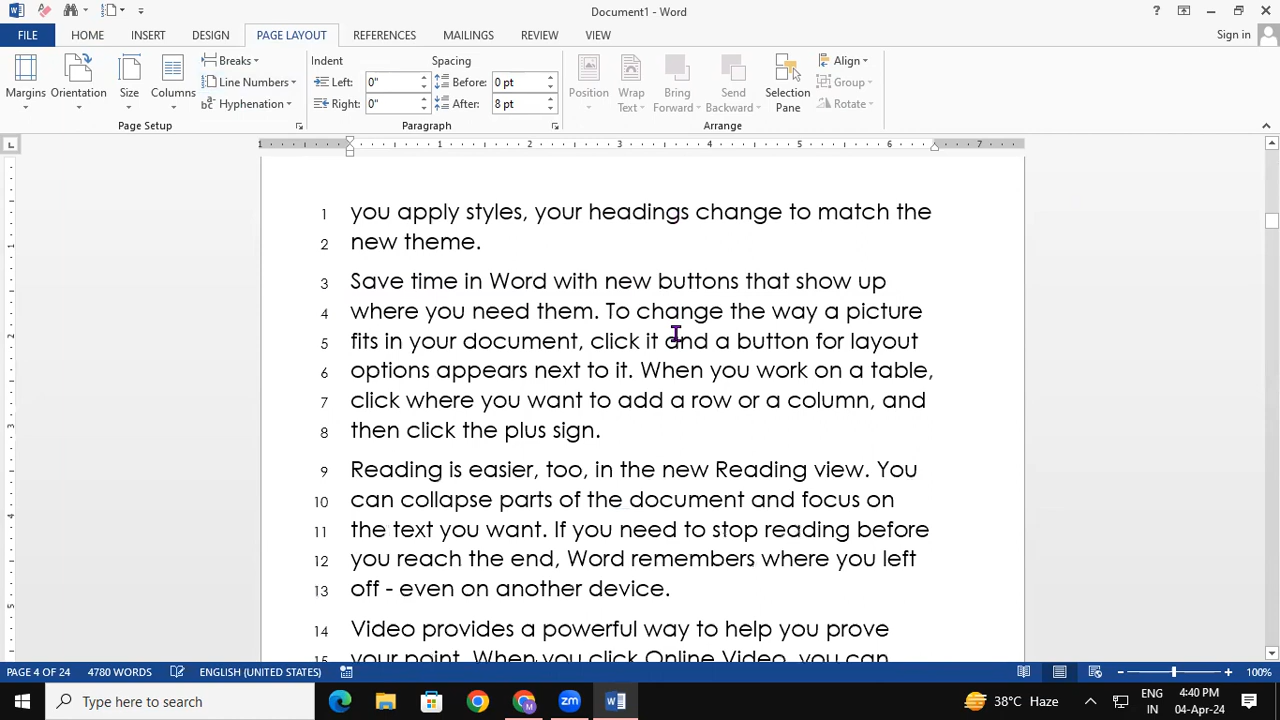 Document1 - Word
?
FILE HOME INSERT DESIGN PAGE LAYOUT REFERENCES MAILINGS REVIEW VIEW Sign in
Margins Orientation Size Columns
Breaks
Line Numbers
Hyphenation
Page Setup
Indent
Left: 0"
Right: 0"
Spacing
Before: 0 pt
After: 8 pt
Paragraph
Position Wrap Text Bring Forward Send Backward Selection Pane
Align
Group
Rotate
Arrange
1 1 2 3 4 5 6 7
1 you apply styles, your headings change to match the
2 new theme.
3 Save time in Word with new buttons that show up
4 where you need them. To change the way a picture
5 fits in your document, click it and a button for layout
6 options appears next to it. When you work on a table,
7 click where you want to add a row or a column, and
8 then click the plus sign.
9 Reading is easier, too, in the new Reading view. You
10 can collapse parts of the document and focus on
11 the text you want. If you need to stop reading before
12 you reach the end, Word remembers where you left
13 off - even on another device.
14 Video provides a powerful way to help you prove
15 your point. When you click Online Video, you can
PAGE 4 OF 24 4780 WORDS ENGLISH (UNITED STATES) 100%
Type here to search
zm
38°C Haze
ENG
IN
4:40 PM
04-Apr-24